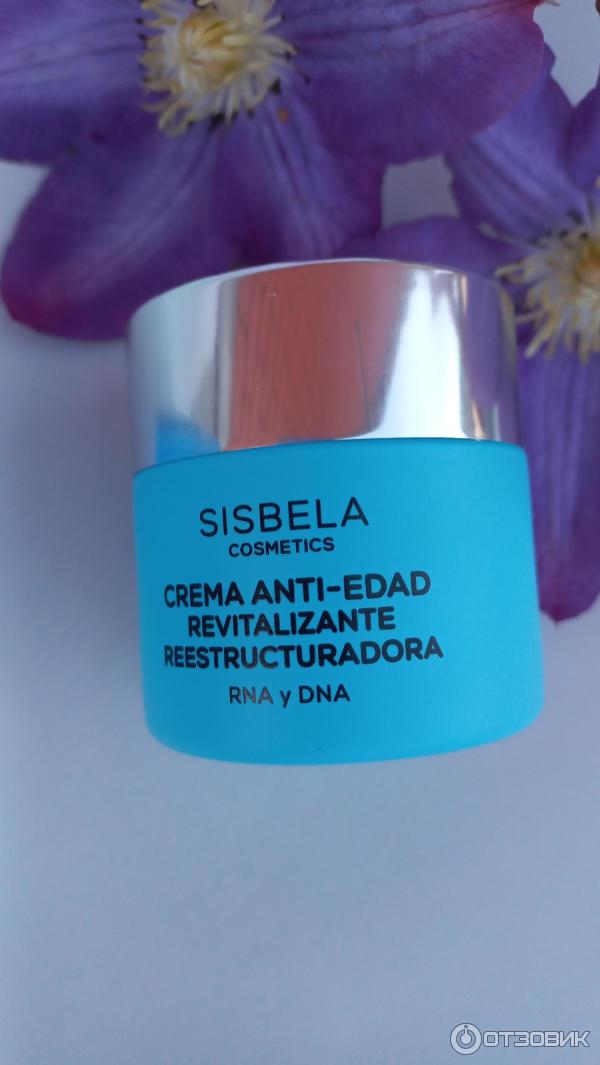 SISBELA
COSMETICS
CREMA ANTI-EDAD
REVITALIZANTE
REESTRUCTURADORA
RNA y DNA
ОТЗОВИК